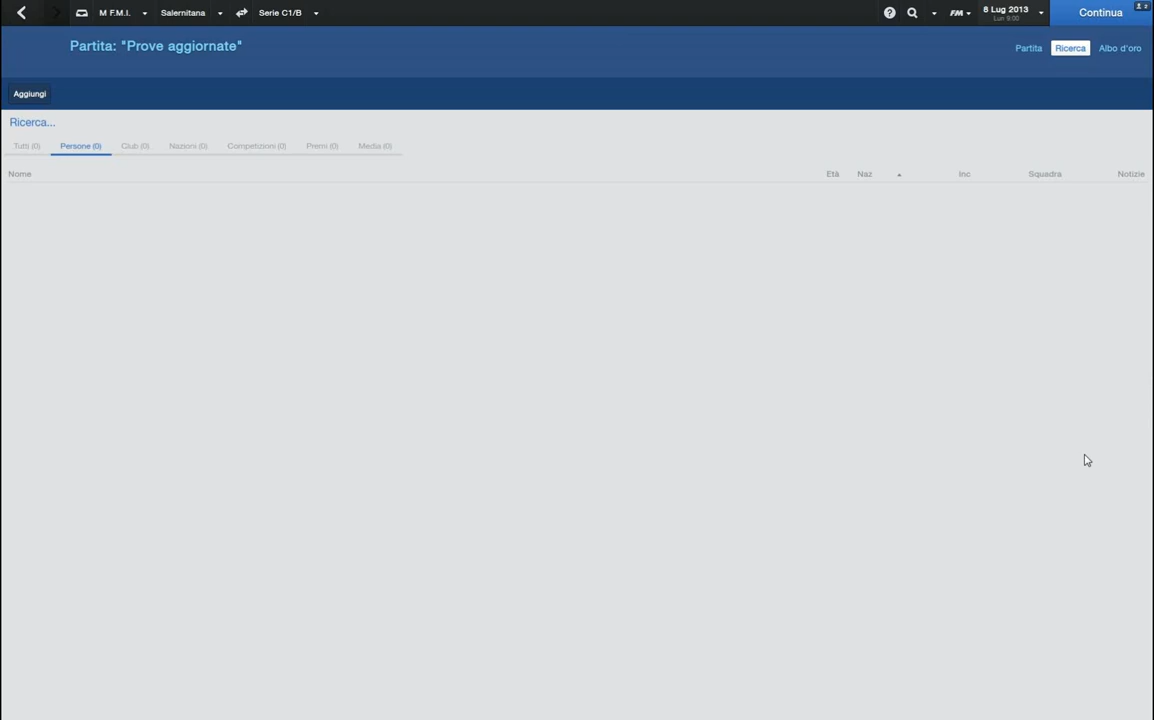 M F.M.I. Salernitana Serie C1/B FM 8 Lug 2013 Continua 2
Lun 9:00
Partita: "Prove aggiornate" Partita Ricerca Albo d'oro
Aggiungi
Ricerca...
Tutti (0) Persone (0) Club (0) Nazioni (0) Competizioni (0) Premi (0) Media (0)
Nome Età Naz Inc Squadra Notizie